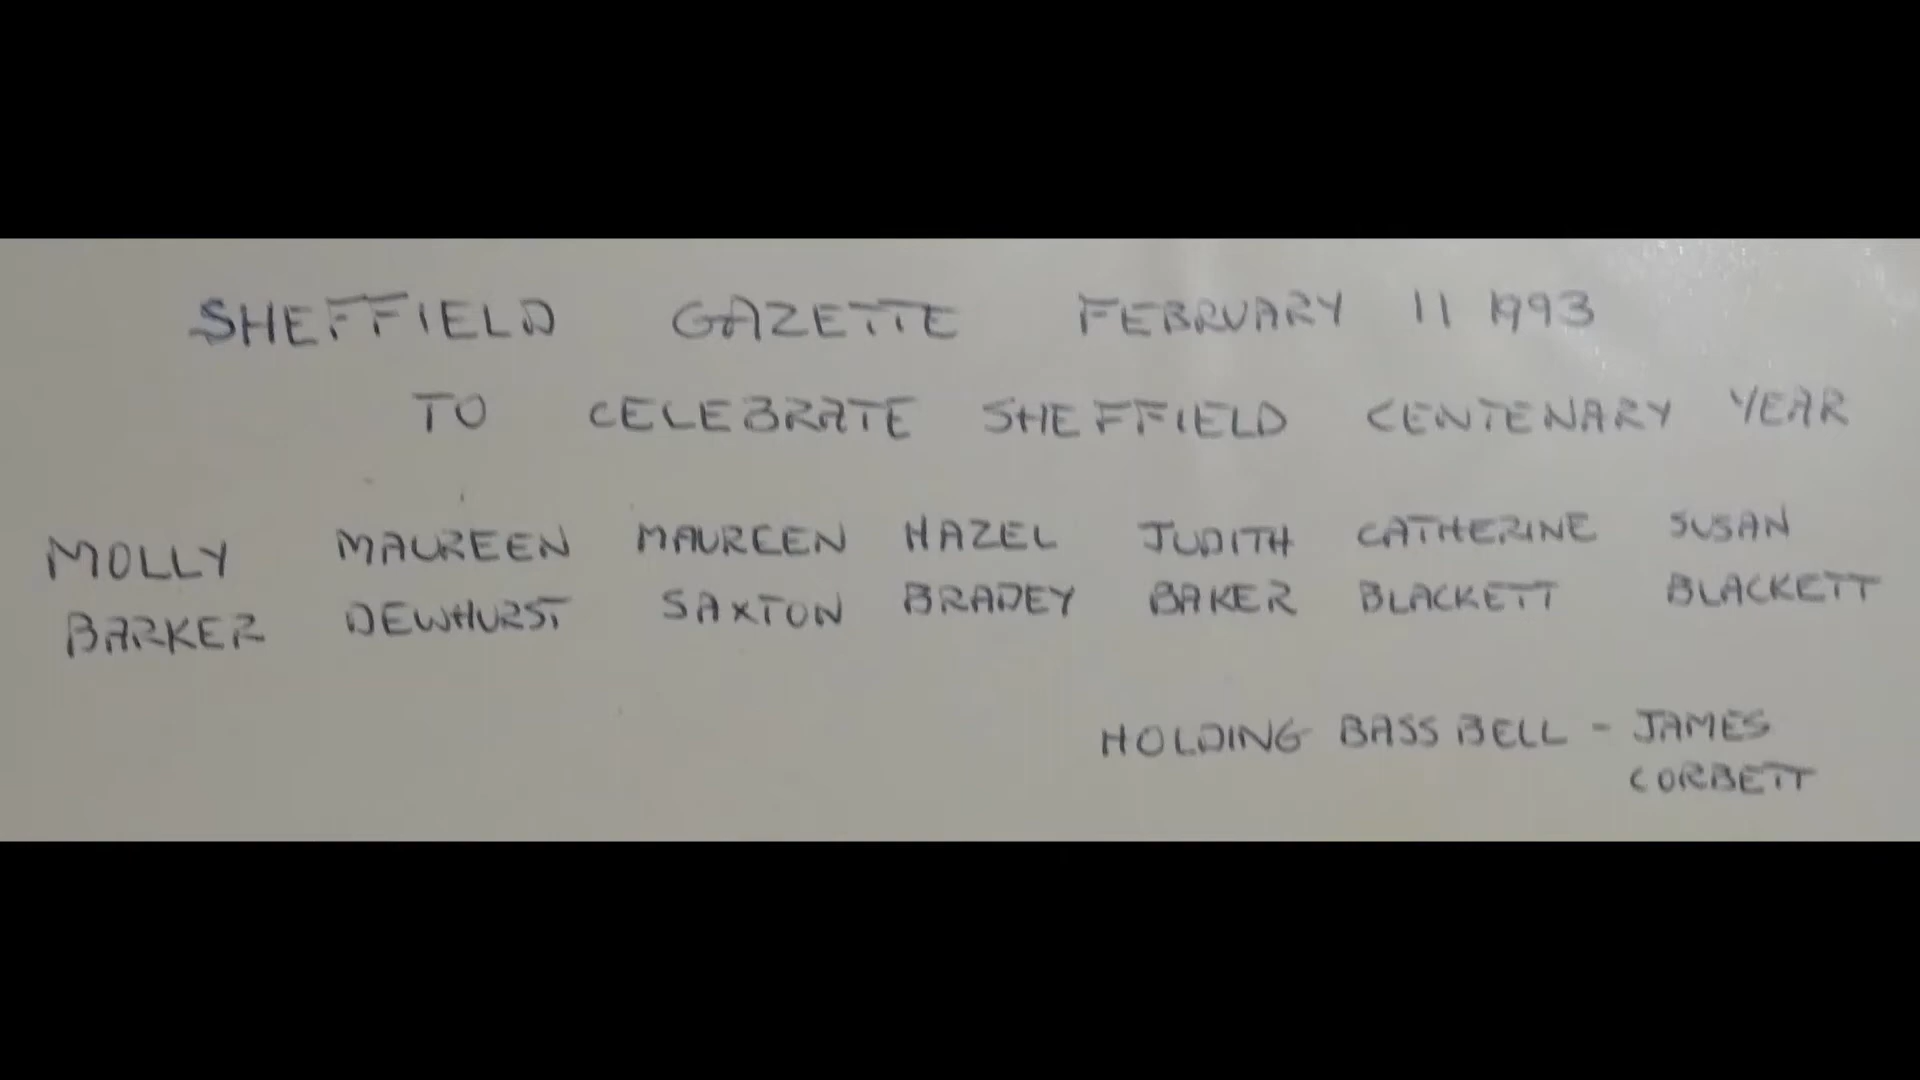 SHEFFIELD GAZETTE FEBRUARY 11 1993
TO CELEBRATE SHEFFIELD CENTENARY YEAR
MOLLY MAUREEN MAUREEN HAZEL JUDITH CATHERINE SUSAN
BARKER DEWHURST SAXTON BRADEY BAKER BLACKETT BLACKETT
HOLDING BASS BELL - JAMES
CORBETT